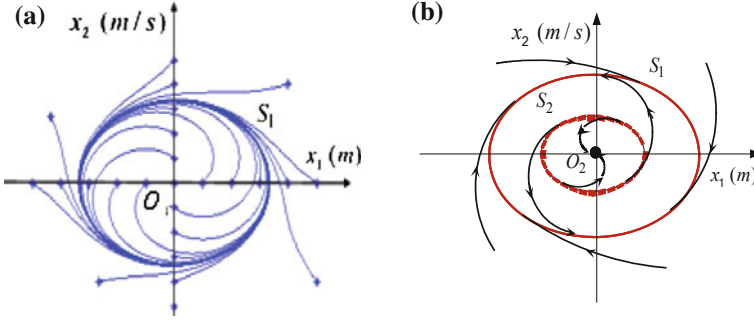 (a)
x₂ (m/s)
S₁
x₁ (m)
O₁
(b)
x₂ (m/s)
S₁
S₂
O₂
x₁ (m)